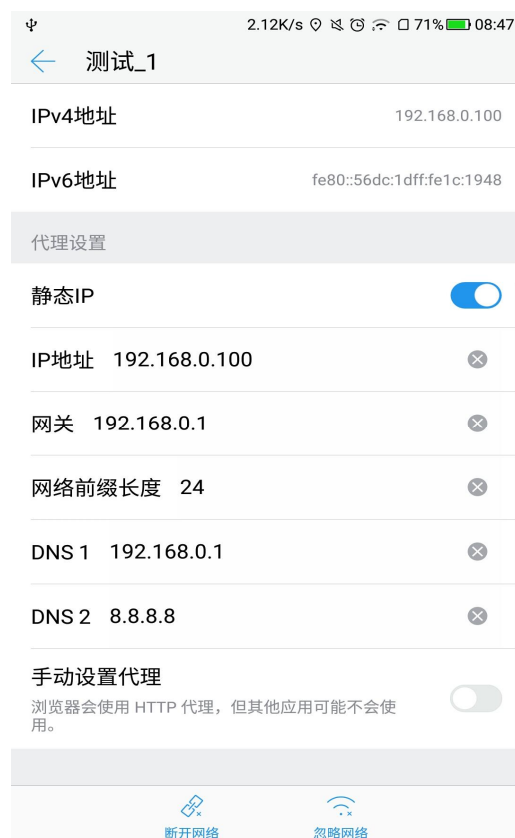 2.12K/s 71% 08:47
测试_1
IPv4地址 192.168.0.100
IPv6地址 fe80::56dc:1dff:fe1c:1948
代理设置
静态IP
IP地址 192.168.0.100
网关 192.168.0.1
网络前缀长度 24
DNS 1 192.168.0.1
DNS 2 8.8.8.8
手动设置代理
浏览器会使用 HTTP 代理，但其他应用可能不会使
用。
断开网络 忽略网络